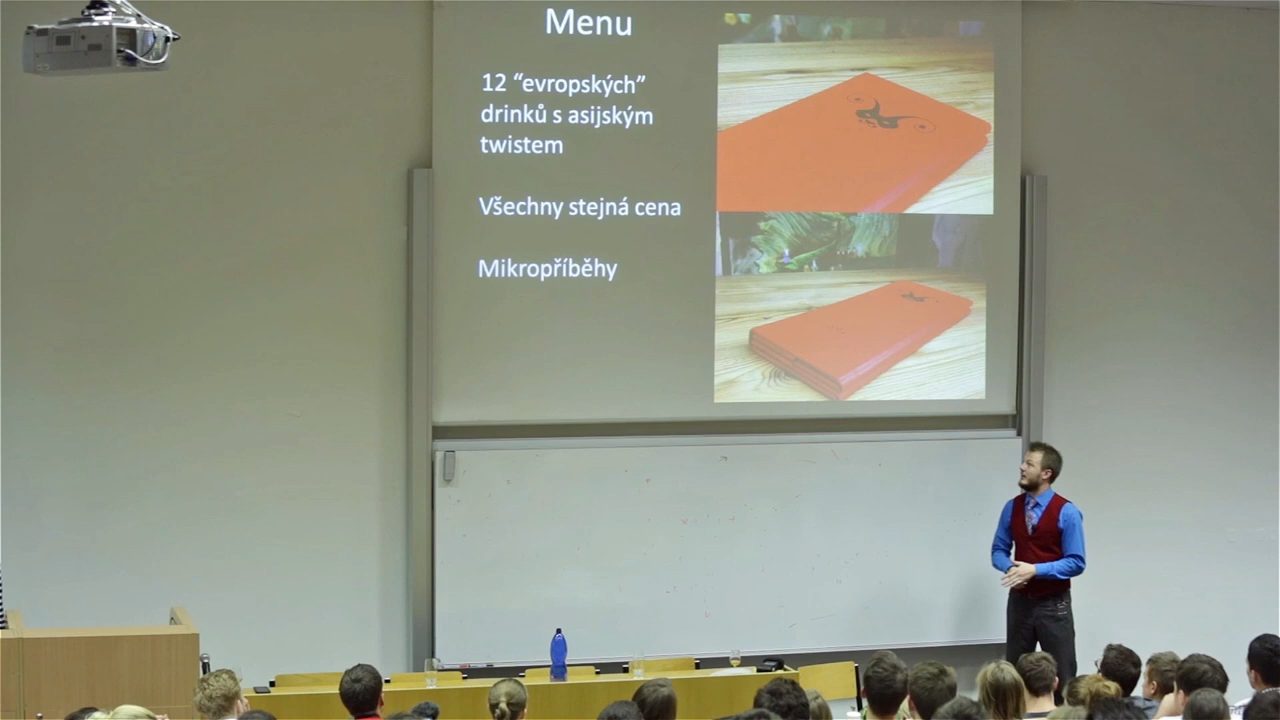 Menu
12 “evropských”
drinků s asijským
twistem
Všechny stejná cena
Mikropříběhy